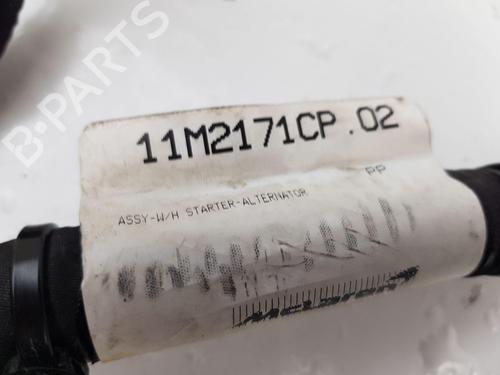 B-PARTS
11M2171CP.02
ASSY-W/H STARTER-ALTERNATOR
PP